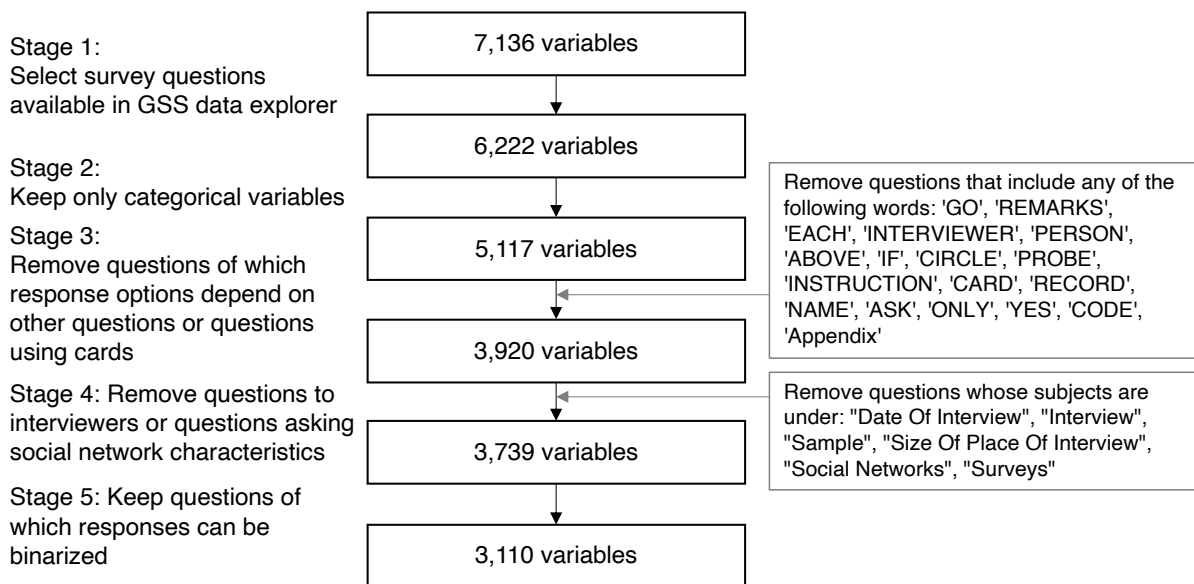 Stage 1:
Select survey questions
available in GSS data explorer
7,136 variables
6,222 variables
Stage 2:
Keep only categorical variables
5,117 variables
Stage 3:
Remove questions of which
response options depend on
other questions or questions
using cards
Remove questions that include any of the
following words: 'GO', 'REMARKS',
'EACH', 'INTERVIEWER', 'PERSON',
'ABOVE', 'IF', 'CIRCLE', 'PROBE',
'INSTRUCTION', 'CARD', 'RECORD',
'NAME', 'ASK', 'ONLY', 'YES', 'CODE',
'Appendix'
3,920 variables
Stage 4: Remove questions to
interviewers or questions asking
social network characteristics
Remove questions whose subjects are
under: "Date Of Interview", "Interview",
"Sample", "Size Of Place Of Interview",
"Social Networks", "Surveys"
3,739 variables
Stage 5: Keep questions of
which responses can be
binarized
3,110 variables